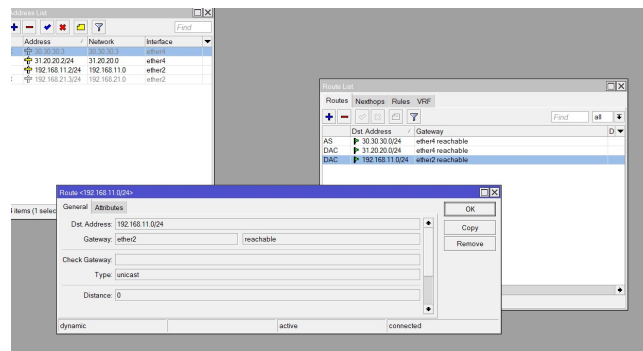 Address List
Find
Address Network Interface
30.30.30.3 30.30.30.3 ether4
31.20.20.2/24 31.20.20.0 ether4
192.168.11.2/24 192.168.11.0 ether2
192.168.21.3/24 192.168.21.0 ether2
items (1 selec
Route List
Routes Nexthops Rules VRF
Find all
Dst. Address Gateway D
AS 30.30.30.0/24 ether4 reachable
DAC 31.20.20.0/24 ether4 reachable
DAC 192.168.11.0/24 ether2 reachable
Route <192.168.11.0/24>
General Attributes
Dst. Address: 192.168.11.0/24
Gateway: ether2 reachable
Check Gateway:
Type: unicast
Distance: 0
OK
Copy
Remove
dynamic active connected